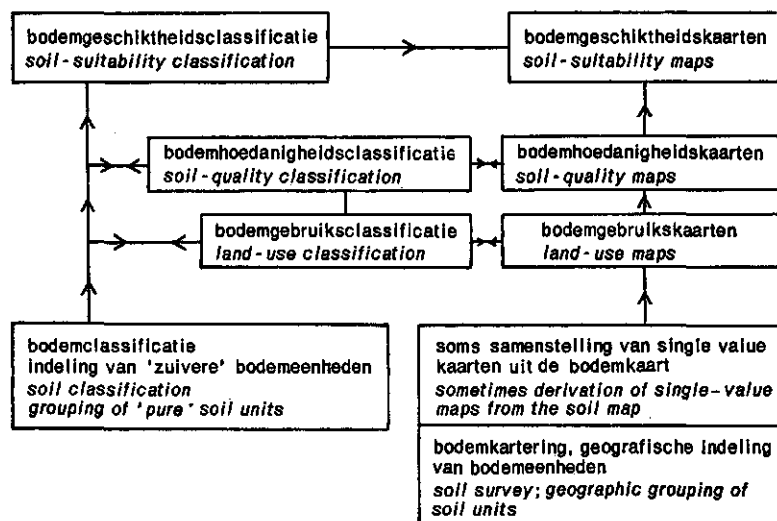 bodemgeschiktheidsclassificatie
soil-suitability classification
bodemgeschiktheidskaarten
soil-suitability maps
bodemhoedanigheidsclassificatie
soil-quality classification
bodemhoedanigheidskaarten
soil-quality maps
bodemgebruiksclassificatie
land-use classification
bodemgebruikskaarten
land-use maps
bodemclassificatie
indeling van 'zuivere' bodemeenheden
soil classification
grouping of 'pure' soil units
soms samenstelling van single value
kaarten uit de bodemkaart
sometimes derivation of single-value
maps from the soil map
bodemkartering, geografische indeling
van bodemeenheden
soil survey; geographic grouping of
soil units